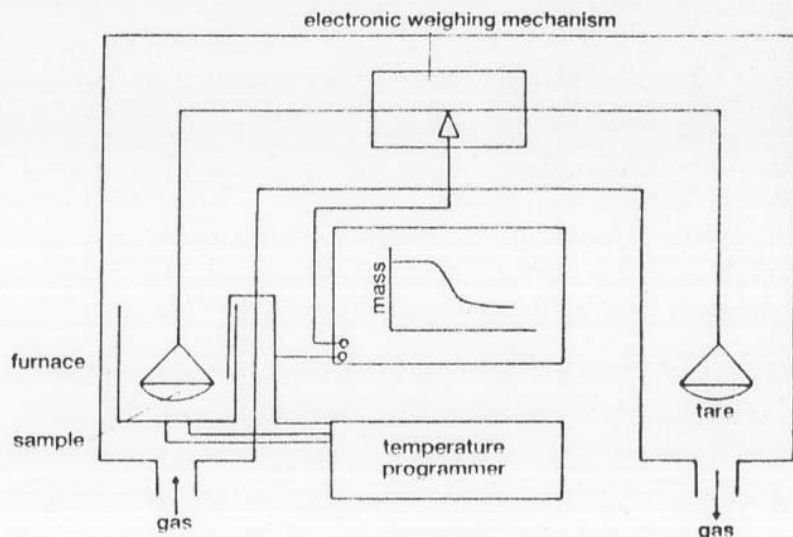 electronic weighing mechanism
mass
furnace
tare
sample
temperature
programmer
gas
gas